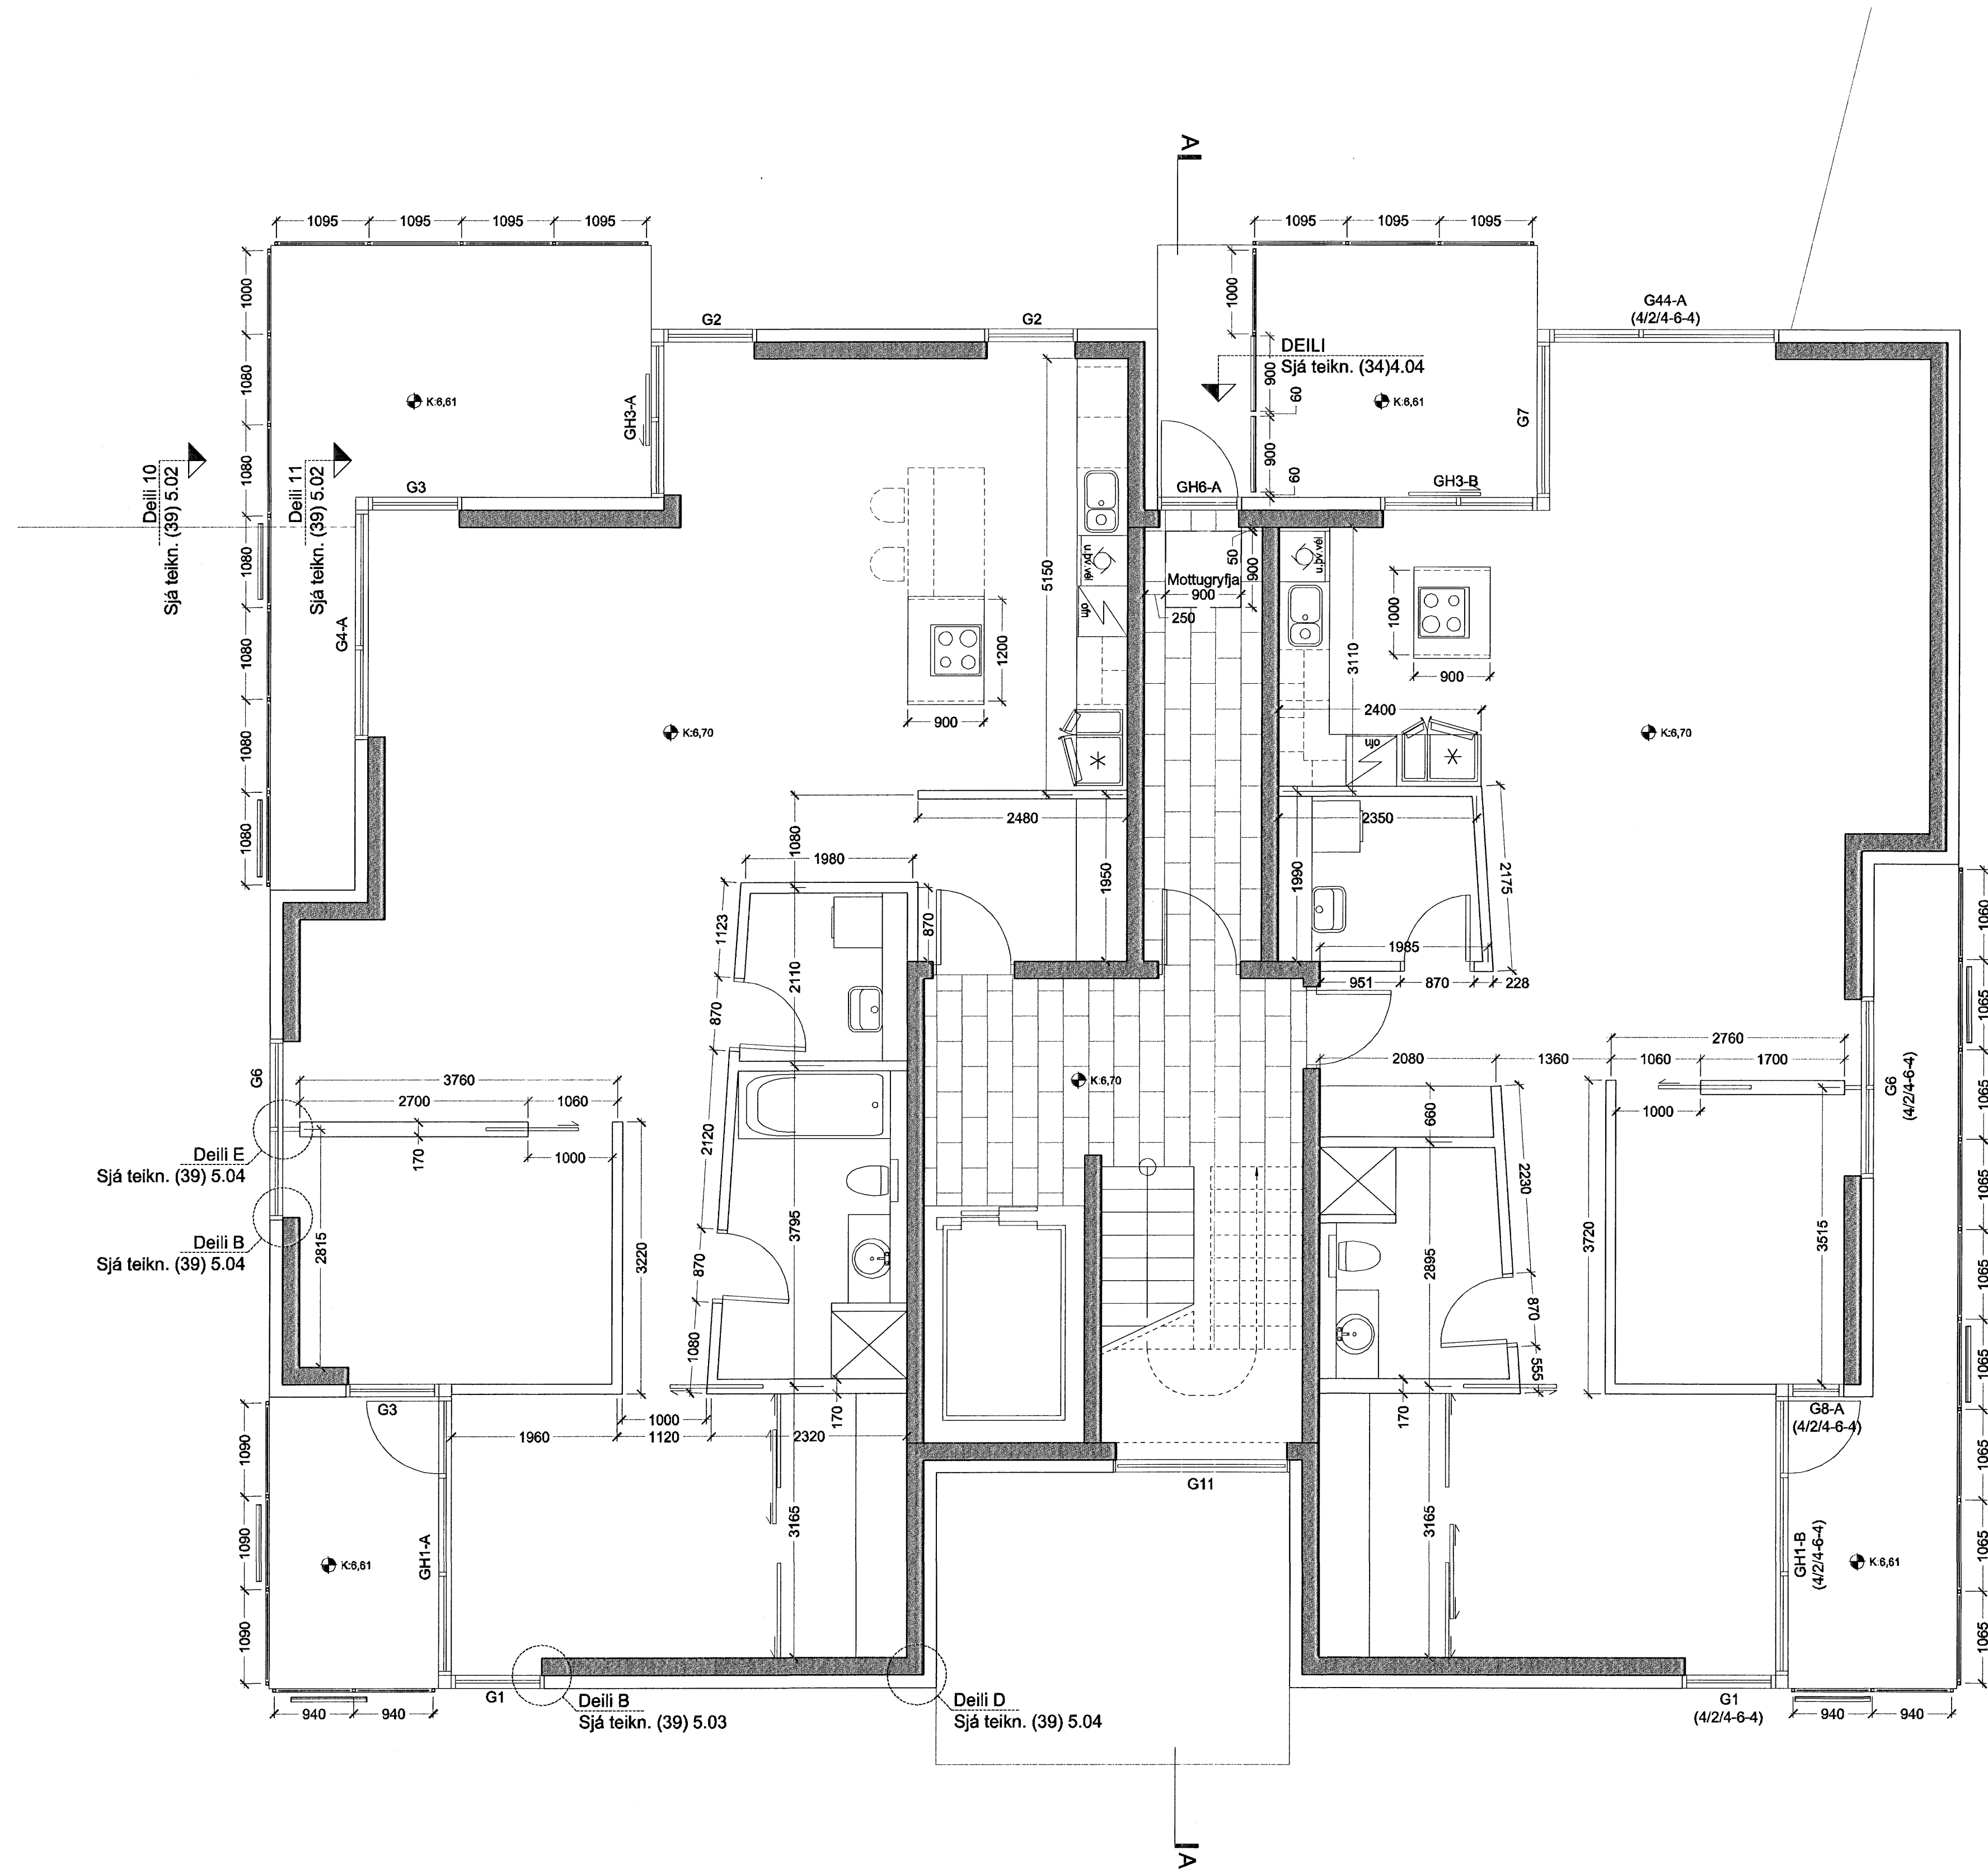 A
1095 1095 1095 1095
1095 1095 1095
1000
1080
1080
1080
1080
1080
1080
G2
G2
G44-A
(4/2/4-6-4)
1000
DEILI
Sjá teikn. (34)4.04
900
60
900
60
K:6,61
K:6,61
GH3-A
G7
Deili 10
Sjá teikn. (39) 5.02
Deili 11
Sjá teikn. (39) 5.02
G3
GH6-A
GH3-B
G4-A
u.þv.vél
ofn
5150
1200
900
K:6,70
Mottugryfja
900
50
900
250
u.þv.vél
3110
1000
900
2400
ofn
K:6,70
2480
1080
1950
1980
870
1123
2110
870
2350
1990
2175
1985
951
870
228
1060
1065
1065
1065
1065
1065
1065
1065
1065
G6
3760
2700
1060
170
1000
Deili E
Sjá teikn. (39) 5.04
Deili B
Sjá teikn. (39) 5.04
2815
3220
2120
3795
870
1080
170
K:6,70
2080
1360
2760
1060
1700
1000
660
2230
2895
870
555
170
3720
3515
G6
(4/2/4-6-4)
G3
1000
1960
1120
2320
G8-A
(4/2/4-6-4)
1090
1090
1090
K:6,61
GH1-A
3165
G11
3165
GH1-B
(4/2/4-6-4)
K:6,61
940 940
G1
Deili B
Sjá teikn. (39) 5.03
Deili D
Sjá teikn. (39) 5.04
G1
(4/2/4-6-4)
940 940
A